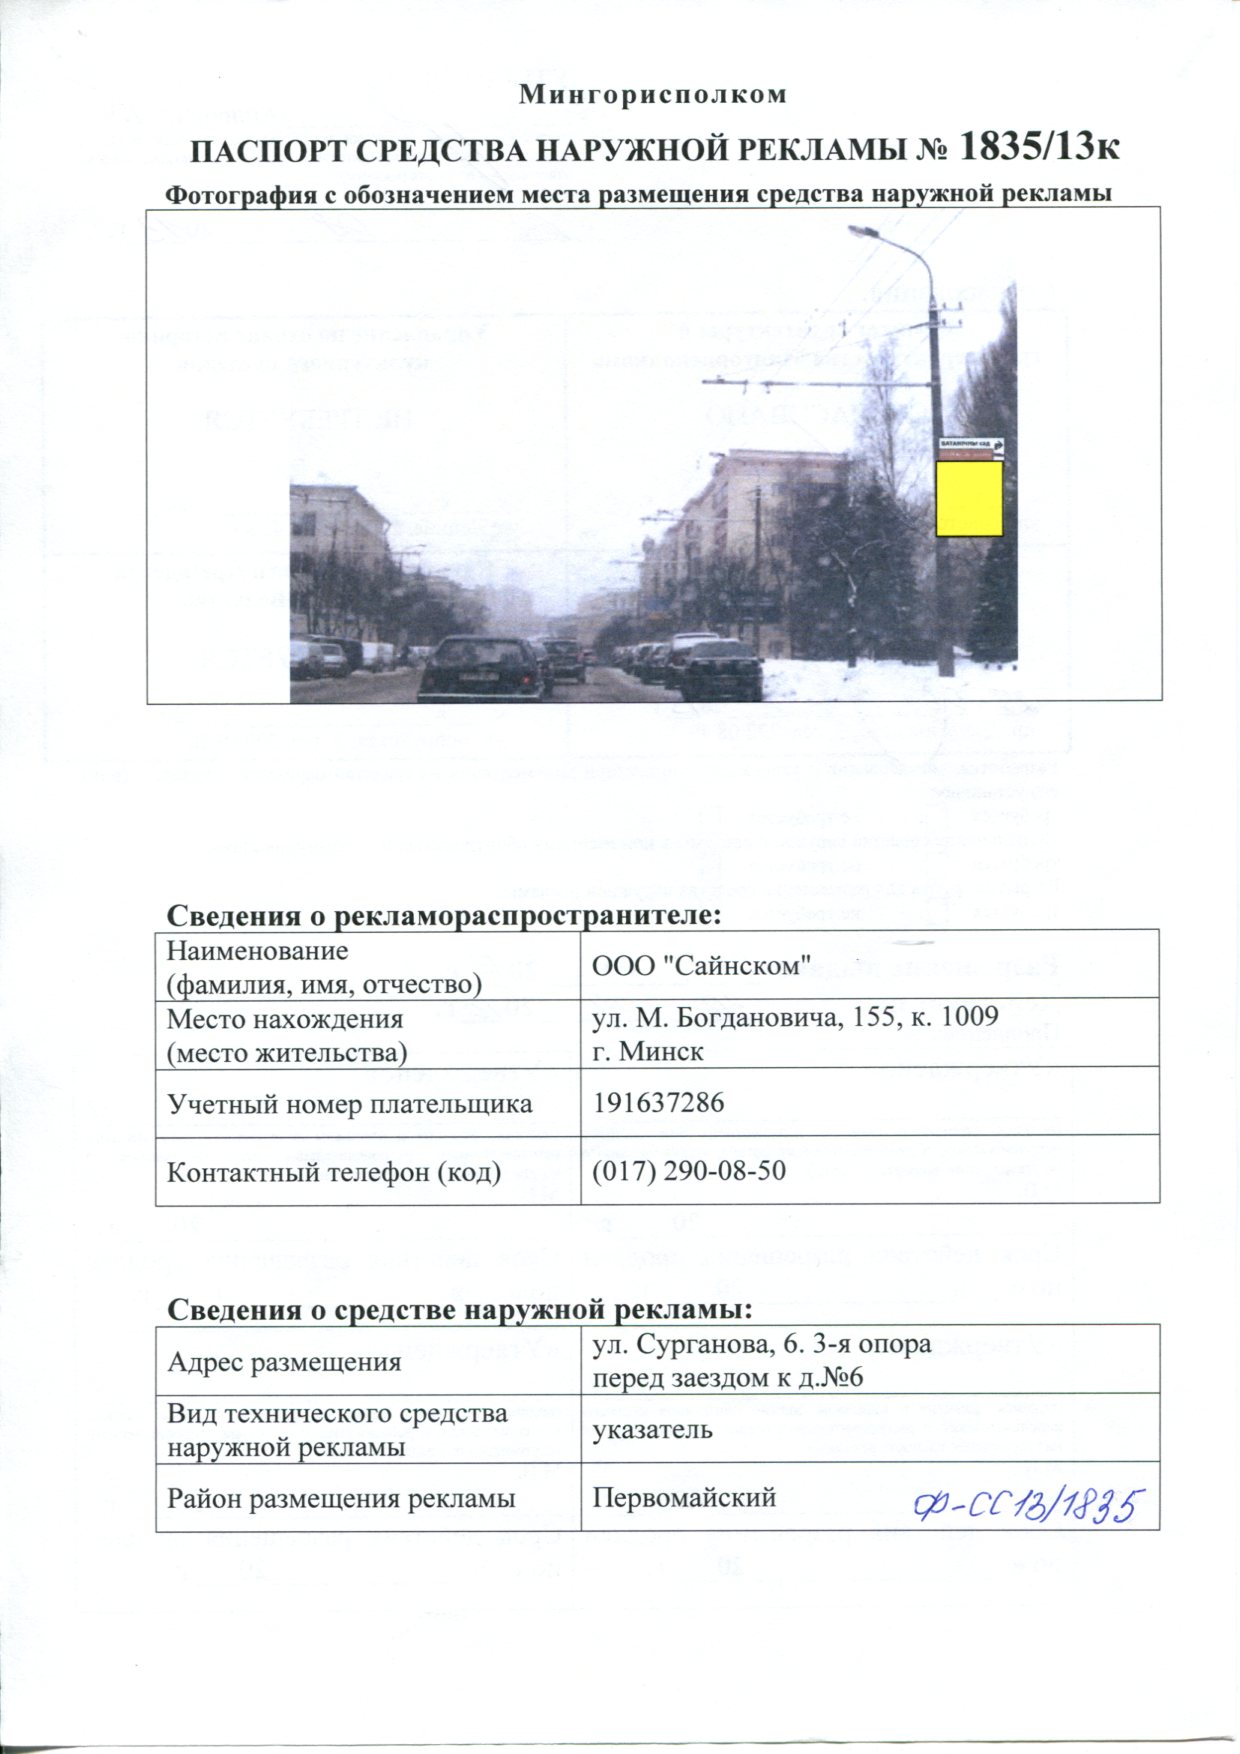 Мингорисполком
ПАСПОРТ СРЕДСТВА НАРУЖНОЙ РЕКЛАМЫ № 1835/13к
Фотография с обозначением места размещения средства наружной рекламы
БАТАНІЧНЫ САД
Сведения о рекламораспространителе:
Наименование
(фамилия, имя, отчество)
ООО "Сайнском"
Место нахождения
(место жительства)
ул. М. Богдановича, 155, к. 1009
г. Минск
Учетный номер плательщика
191637286
Контактный телефон (код)
(017) 290-08-50
Сведения о средстве наружной рекламы:
Адрес размещения
ул. Сурганова, 6. 3-я опора
перед заездом к д.№6
Вид технического средства
наружной рекламы
указатель
Район размещения рекламы
Первомайский
Ф-СС13/1835